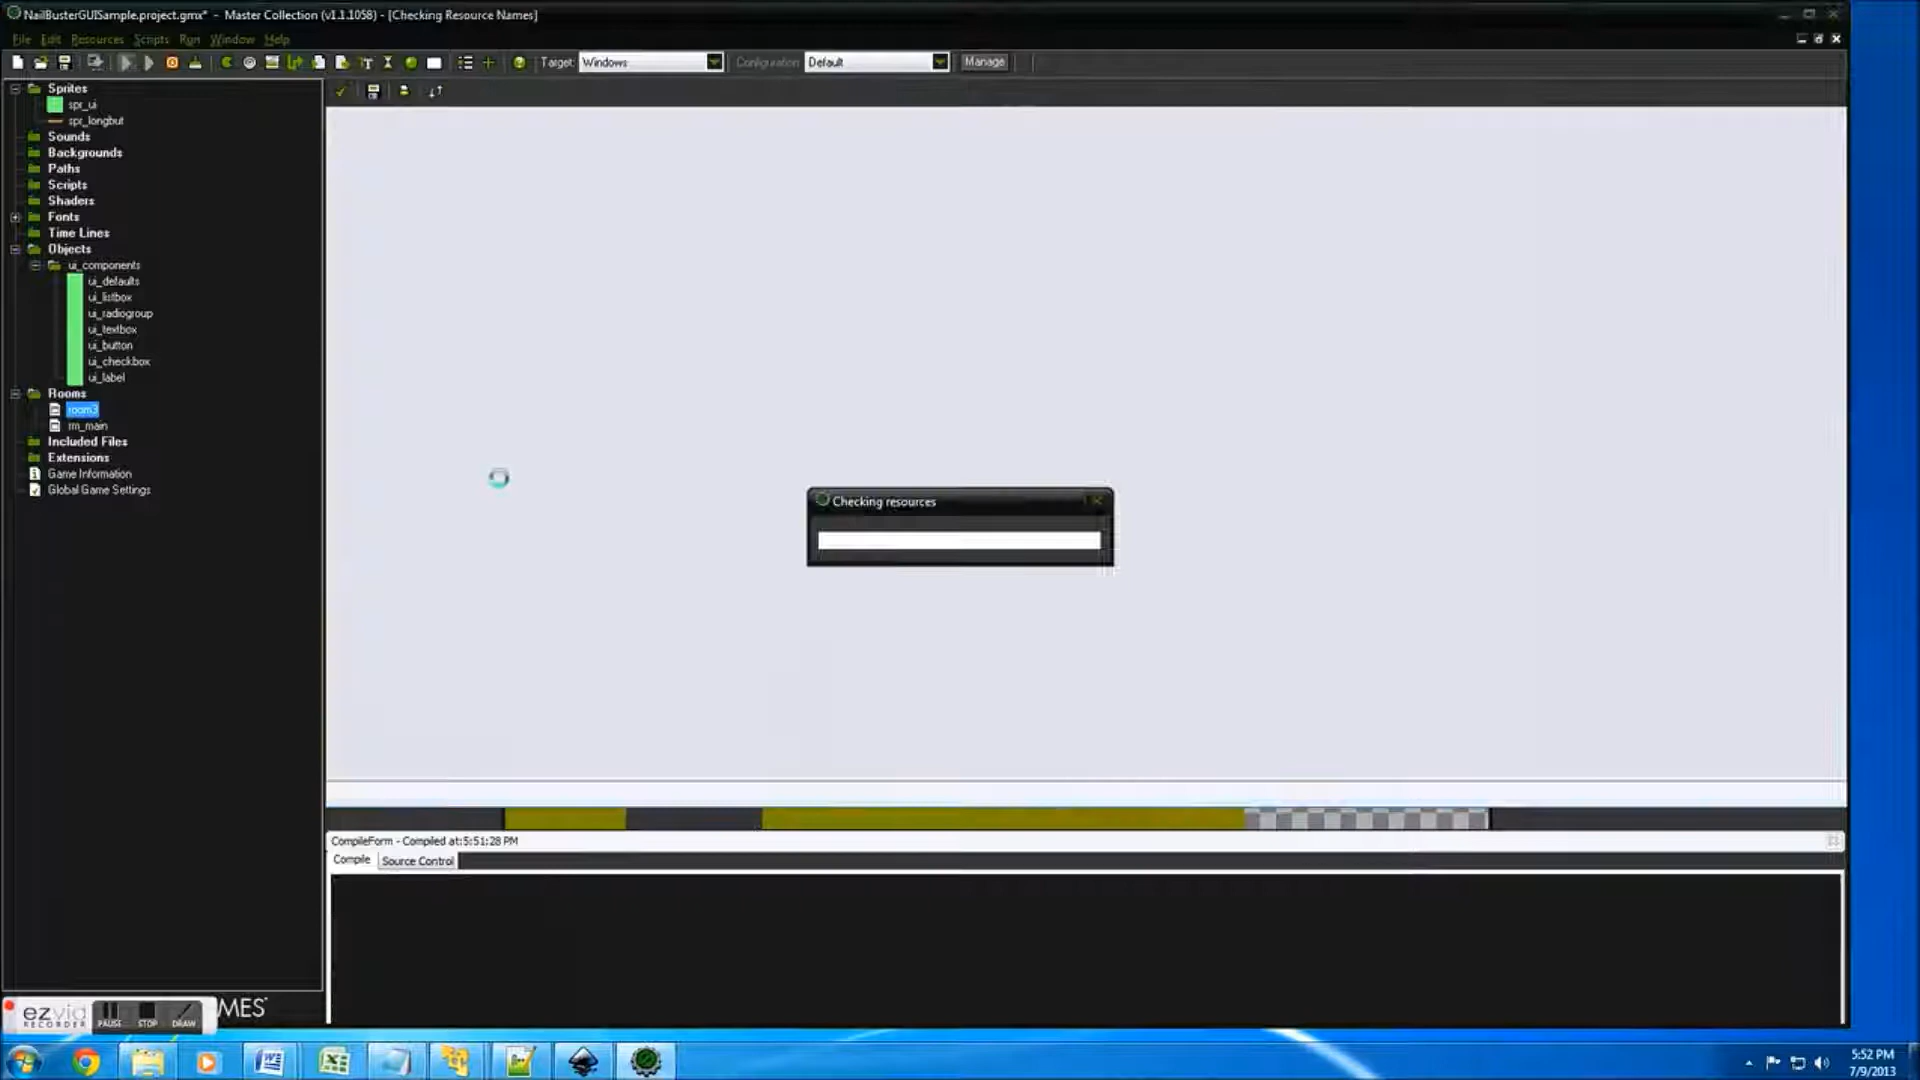 NailBusterGUISample.project.gmx* - Master Collection (v1.1.1058) - [Checking Resource Names]
File Edit Resources Scripts Run Window Help
Target: Windows Configuration: Default Manage
Sprites
spr_ui
spr_longbut
Sounds
Backgrounds
Paths
Scripts
Shaders
Fonts
Time Lines
Objects
ui_components
ui_defaults
ui_listbox
ui_radiogroup
ui_textbox
ui_button
ui_checkbox
ui_label
Rooms
room3
rm_main
Included Files
Extensions
Game Information
Global Game Settings
Checking resources
CompileForm - Compiled at:5:51:28 PM
Compile Source Control
ezvid
RECORDER
PAUSE STOP DRAW
MES
5:52 PM
7/9/2013